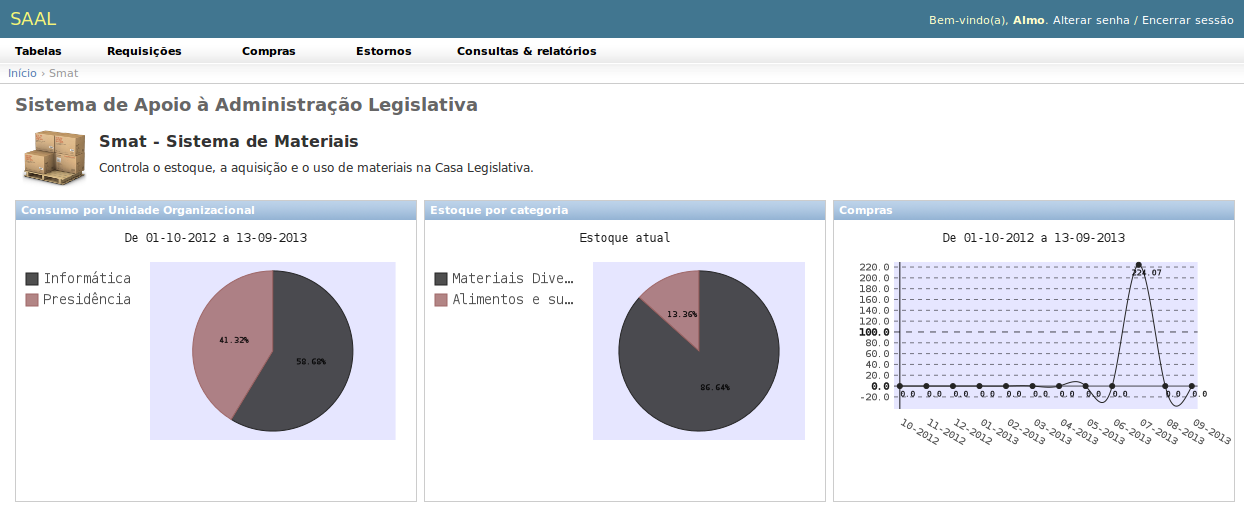 SAAL
Bem-vindo(a), Almo. Alterar senha / Encerrar sessão
Tabelas Requisições Compras Estornos Consultas & relatórios
Início › Smat
Sistema de Apoio à Administração Legislativa
Smat - Sistema de Materiais
Controla o estoque, a aquisição e o uso de materiais na Casa Legislativa.
Consumo por Unidade Organizacional
De 01-10-2012 a 13-09-2013
Informática
Presidência
41.32%
58.68%
Estoque por categoria
Estoque atual
Materiais Dive…
Alimentos e su…
13.36%
86.64%
Compras
De 01-10-2012 a 13-09-2013
220.0
200.0
180.0
160.0
140.0
120.0
100.0
80.0
60.0
40.0
20.0
0.0
-20.0
224.07
0.0 0.0 0.0 0.0 0.0 0.0 0.0 0.0 0.0 0.0 0.0
10-2012 11-2012 12-2012 01-2013 02-2013 03-2013 04-2013 05-2013 06-2013 07-2013 08-2013 09-2013